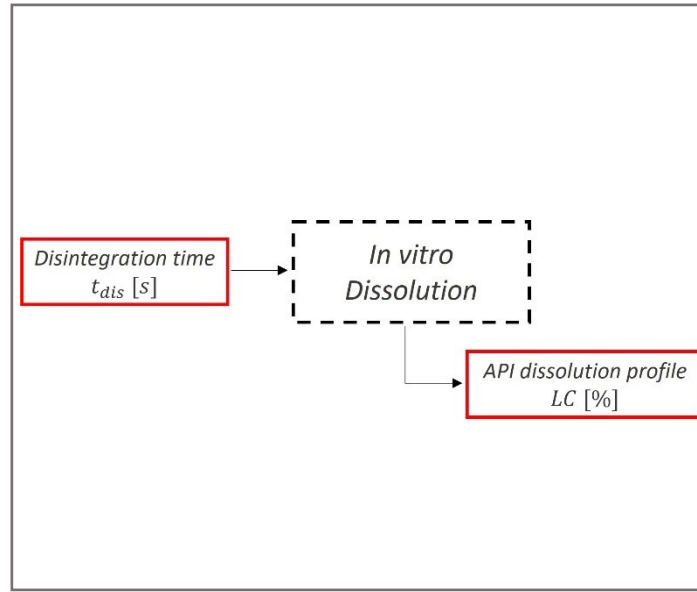 Disintegration time
t_dis [s]
In vitro
Dissolution
API dissolution profile
LC [%]